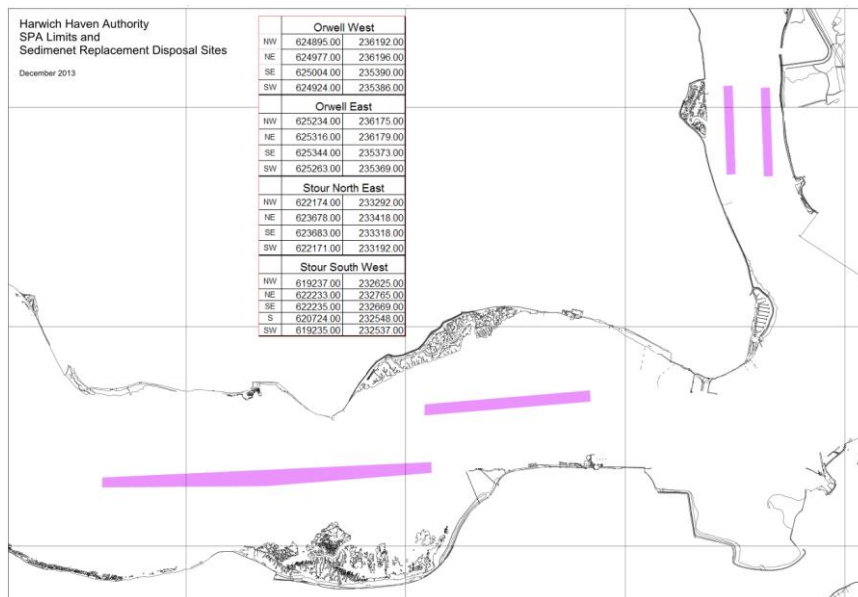 Harwich Haven Authority
SPA Limits and
Sedimenet Replacement Disposal Sites
December 2013
Orwell West
NW 624895.00 236192.00
NE 624977.00 236196.00
SE 625004.00 235390.00
SW 624924.00 235386.00
Orwell East
NW 625234.00 236175.00
NE 625316.00 236179.00
SE 625344.00 235373.00
SW 625263.00 235369.00
Stour North East
NW 622174.00 233292.00
NE 623678.00 233418.00
SE 623683.00 233318.00
SW 622171.00 233192.00
Stour South West
NW 619237.00 232625.00
NE 622233.00 232765.00
SE 622235.00 232669.00
S 620724.00 232548.00
SW 619235.00 232537.00